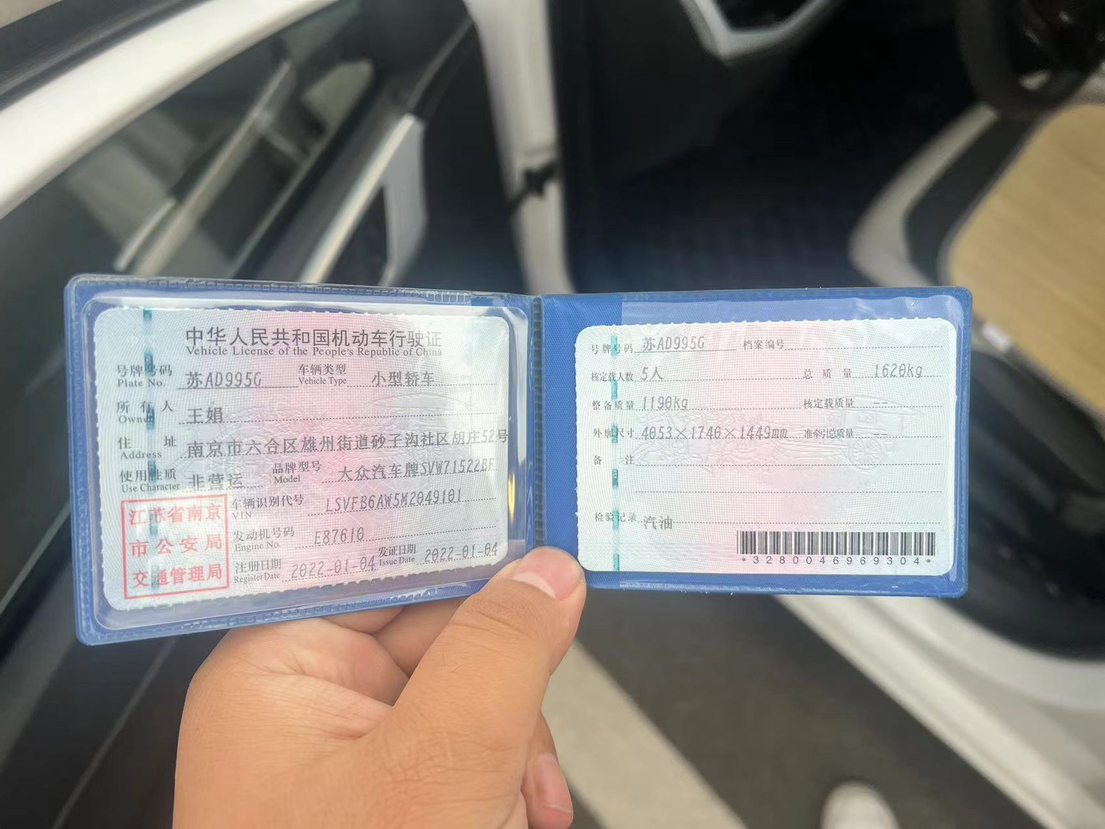 中华人民共和国机动车行驶证
Vehicle License of the People's Republic of China
号牌号码 Plate No. 苏AD995G 车辆类型 Vehicle Type 小型轿车
所有人 Owner 王娟
住址 Address 南京市六合区雄州街道砂子沟社区胡庄52号
使用性质 Use Character 非营运 品牌型号 Model 大众汽车牌SVW71522BF
车辆识别代号 VIN LSVFB6AW5M2049101
发动机号码 Engine No. E87610
注册日期 Register Date 2022-01-04 发证日期 Issue Date 2022-01-04
江苏省南京
市公安局
交通管理局
号牌号码 苏AD995G 档案编号
核定载人数 5人 总质量 1620kg
整备质量 1190kg 核定载质量 --
外廓尺寸 4053×1740×1449mm 准牵引总质量 --
备注
检验记录 汽油
*3280046969304*